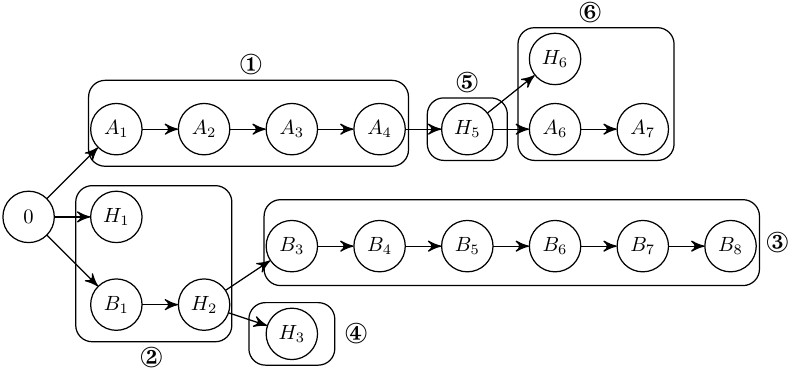 ⑥
①
⑤
H₆
A₁ A₂ A₃ A₄ H₅ A₆ A₇
0 H₁
B₃ B₄ B₅ B₆ B₇ B₈ ③
B₁ H₂
H₃ ④
②